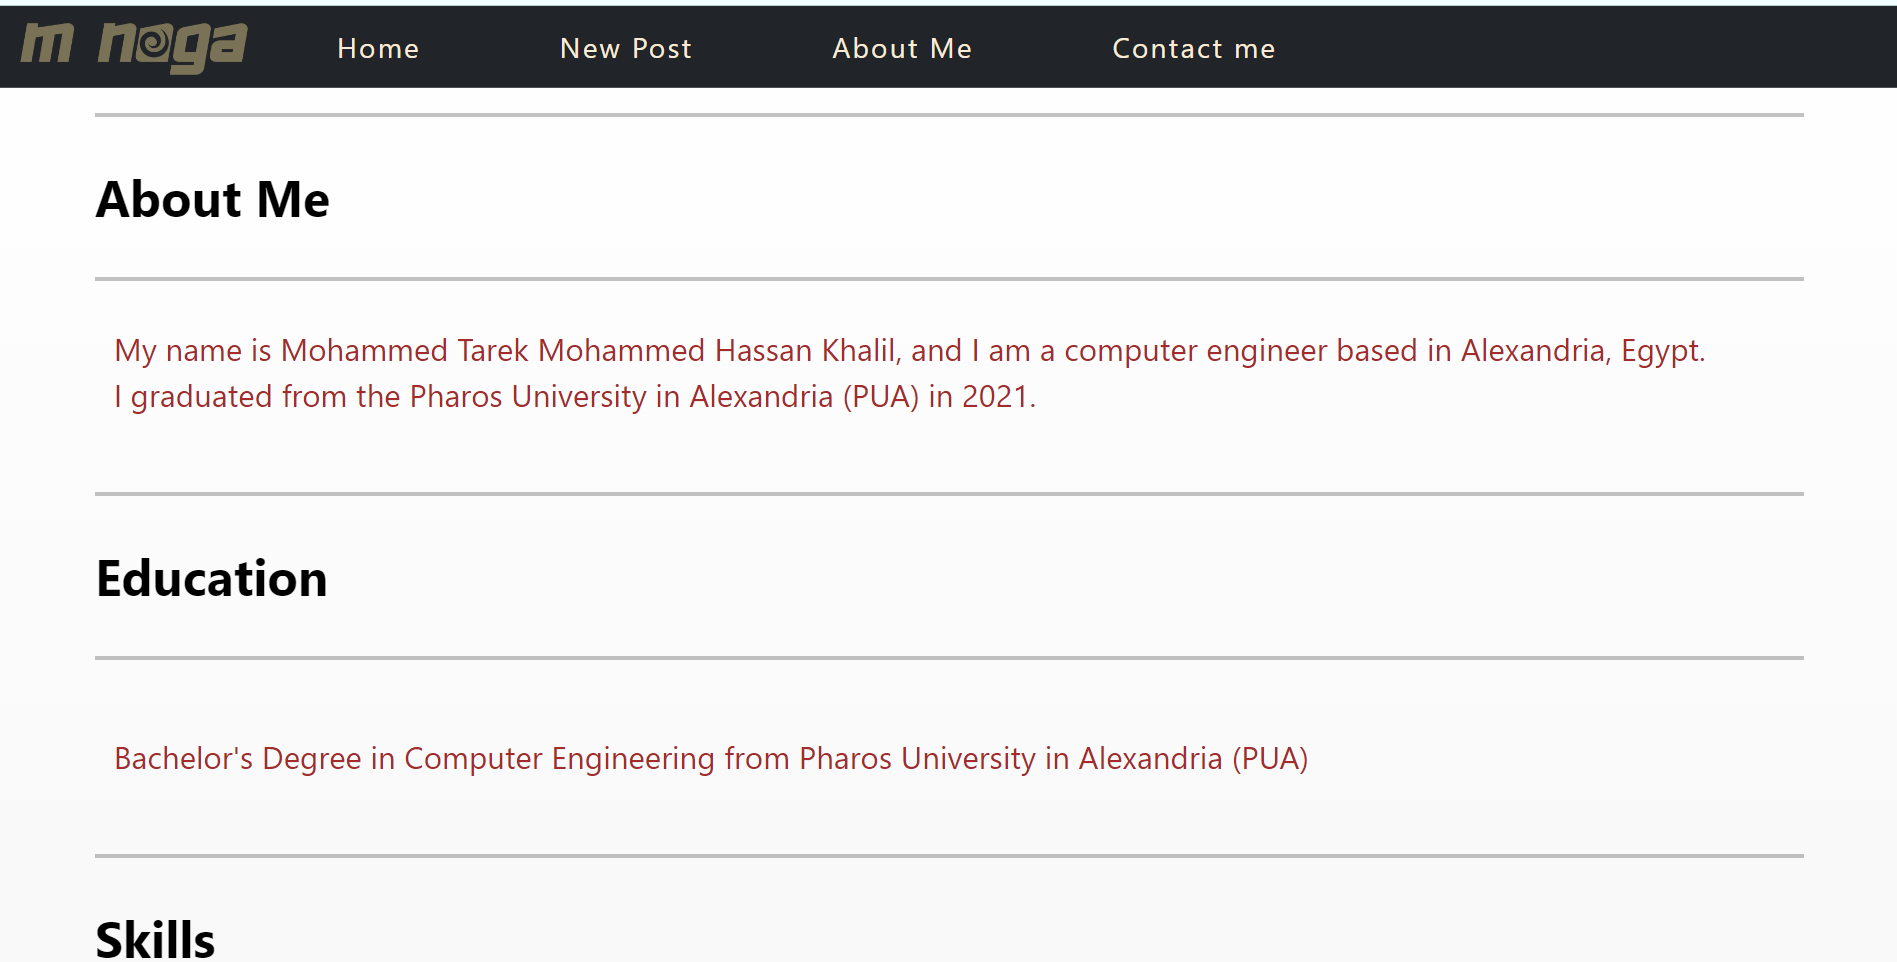 m noga
Home New Post About Me Contact me
About Me
My name is Mohammed Tarek Mohammed Hassan Khalil, and I am a computer engineer based in Alexandria, Egypt.
I graduated from the Pharos University in Alexandria (PUA) in 2021.
Education
Bachelor's Degree in Computer Engineering from Pharos University in Alexandria (PUA)
Skills